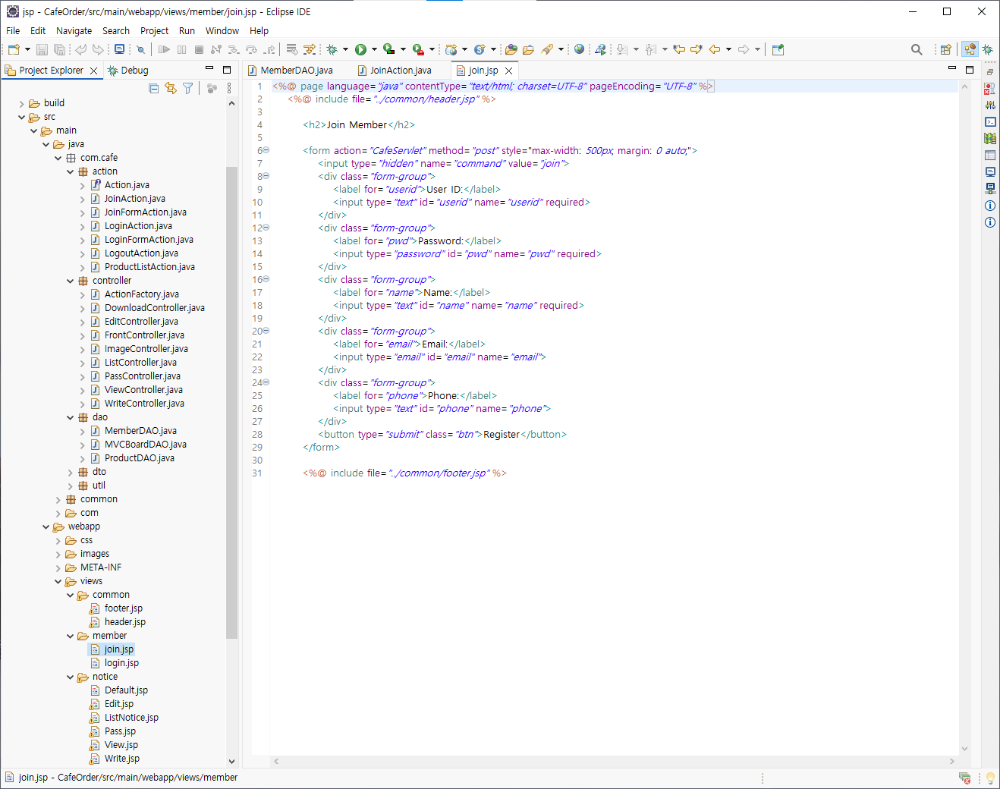 jsp - CafeOrder/src/main/webapp/views/member/join.jsp - Eclipse IDE
File Edit Navigate Search Project Run Window Help
Project Explorer
Debug
build
src
main
java
com.cafe
action
Action.java
JoinAction.java
JoinFormAction.java
LoginAction.java
LoginFormAction.java
LogoutAction.java
ProductListAction.java
controller
ActionFactory.java
DownloadController.java
EditController.java
FrontController.java
ImageController.java
ListController.java
PassController.java
ViewController.java
WriteController.java
dao
MemberDAO.java
MVCBoardDAO.java
ProductDAO.java
dto
util
common
com
webapp
css
images
META-INF
views
common
footer.jsp
header.jsp
member
join.jsp
login.jsp
notice
Default.jsp
Edit.jsp
ListNotice.jsp
Pass.jsp
View.jsp
Write.jsp
MemberDAO.java JoinAction.java join.jsp
1 <%@ page language="java" contentType="text/html; charset=UTF-8" pageEncoding="UTF-8" %>
2 <%@ include file="../common/header.jsp" %>
3
4 <h2>Join Member</h2>
5
6 <form action="CafeServlet" method="post" style="max-width: 500px; margin: 0 auto;">
7 <input type="hidden" name="command" value="join">
8 <div class="form-group">
9 <label for="userid">User ID:</label>
10 <input type="text" id="userid" name="userid" required>
11 </div>
12 <div class="form-group">
13 <label for="pwd">Password:</label>
14 <input type="password" id="pwd" name="pwd" required>
15 </div>
16 <div class="form-group">
17 <label for="name">Name:</label>
18 <input type="text" id="name" name="name" required>
19 </div>
20 <div class="form-group">
21 <label for="email">Email:</label>
22 <input type="email" id="email" name="email">
23 </div>
24 <div class="form-group">
25 <label for="phone">Phone:</label>
26 <input type="text" id="phone" name="phone">
27 </div>
28 <button type="submit" class="btn">Register</button>
29 </form>
30
31 <%@ include file="../common/footer.jsp" %>
join.jsp - CafeOrder/src/main/webapp/views/member